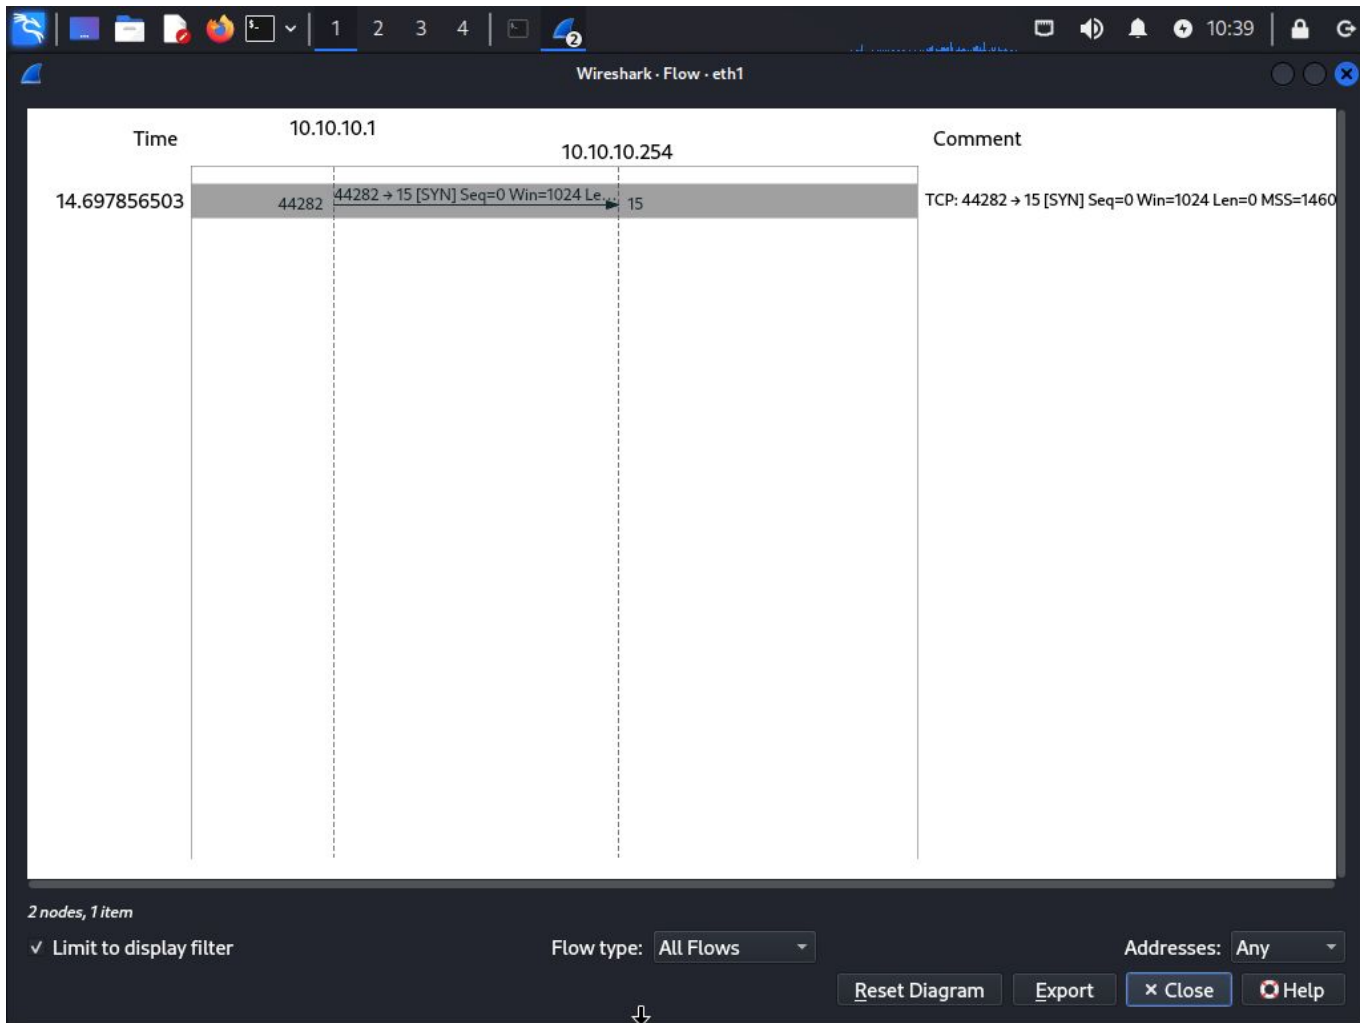 1 2 3 4 2 10:39
Wireshark · Flow · eth1
Time 10.10.10.1 10.10.10.254 Comment
14.697856503 44282 44282 → 15 [SYN] Seq=0 Win=1024 Le... 15 TCP: 44282 → 15 [SYN] Seq=0 Win=1024 Len=0 MSS=1460
2 nodes, 1 item
Limit to display filter Flow type: All Flows Addresses: Any
Reset Diagram Export × Close Help